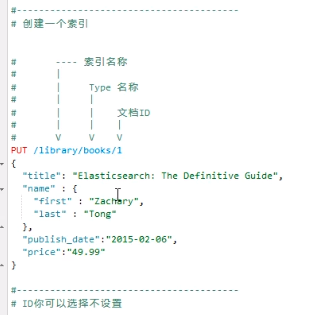 #----------------------------------------
# 创建一个索引
#       ---- 索引名称
#       |
#       |     Type 名称
#       |     |
#       |     |    文档ID
#       |     |    |
#       V     V    V
PUT /library/books/1
{
  "title": "Elasticsearch: The Definitive Guide",
  "name" : {
    "first" : "Zachary",
    "last" : "Tong"
  },
  "publish_date":"2015-02-06",
  "price":"49.99"
}
#----------------------------------------
# ID你可以选择不设置